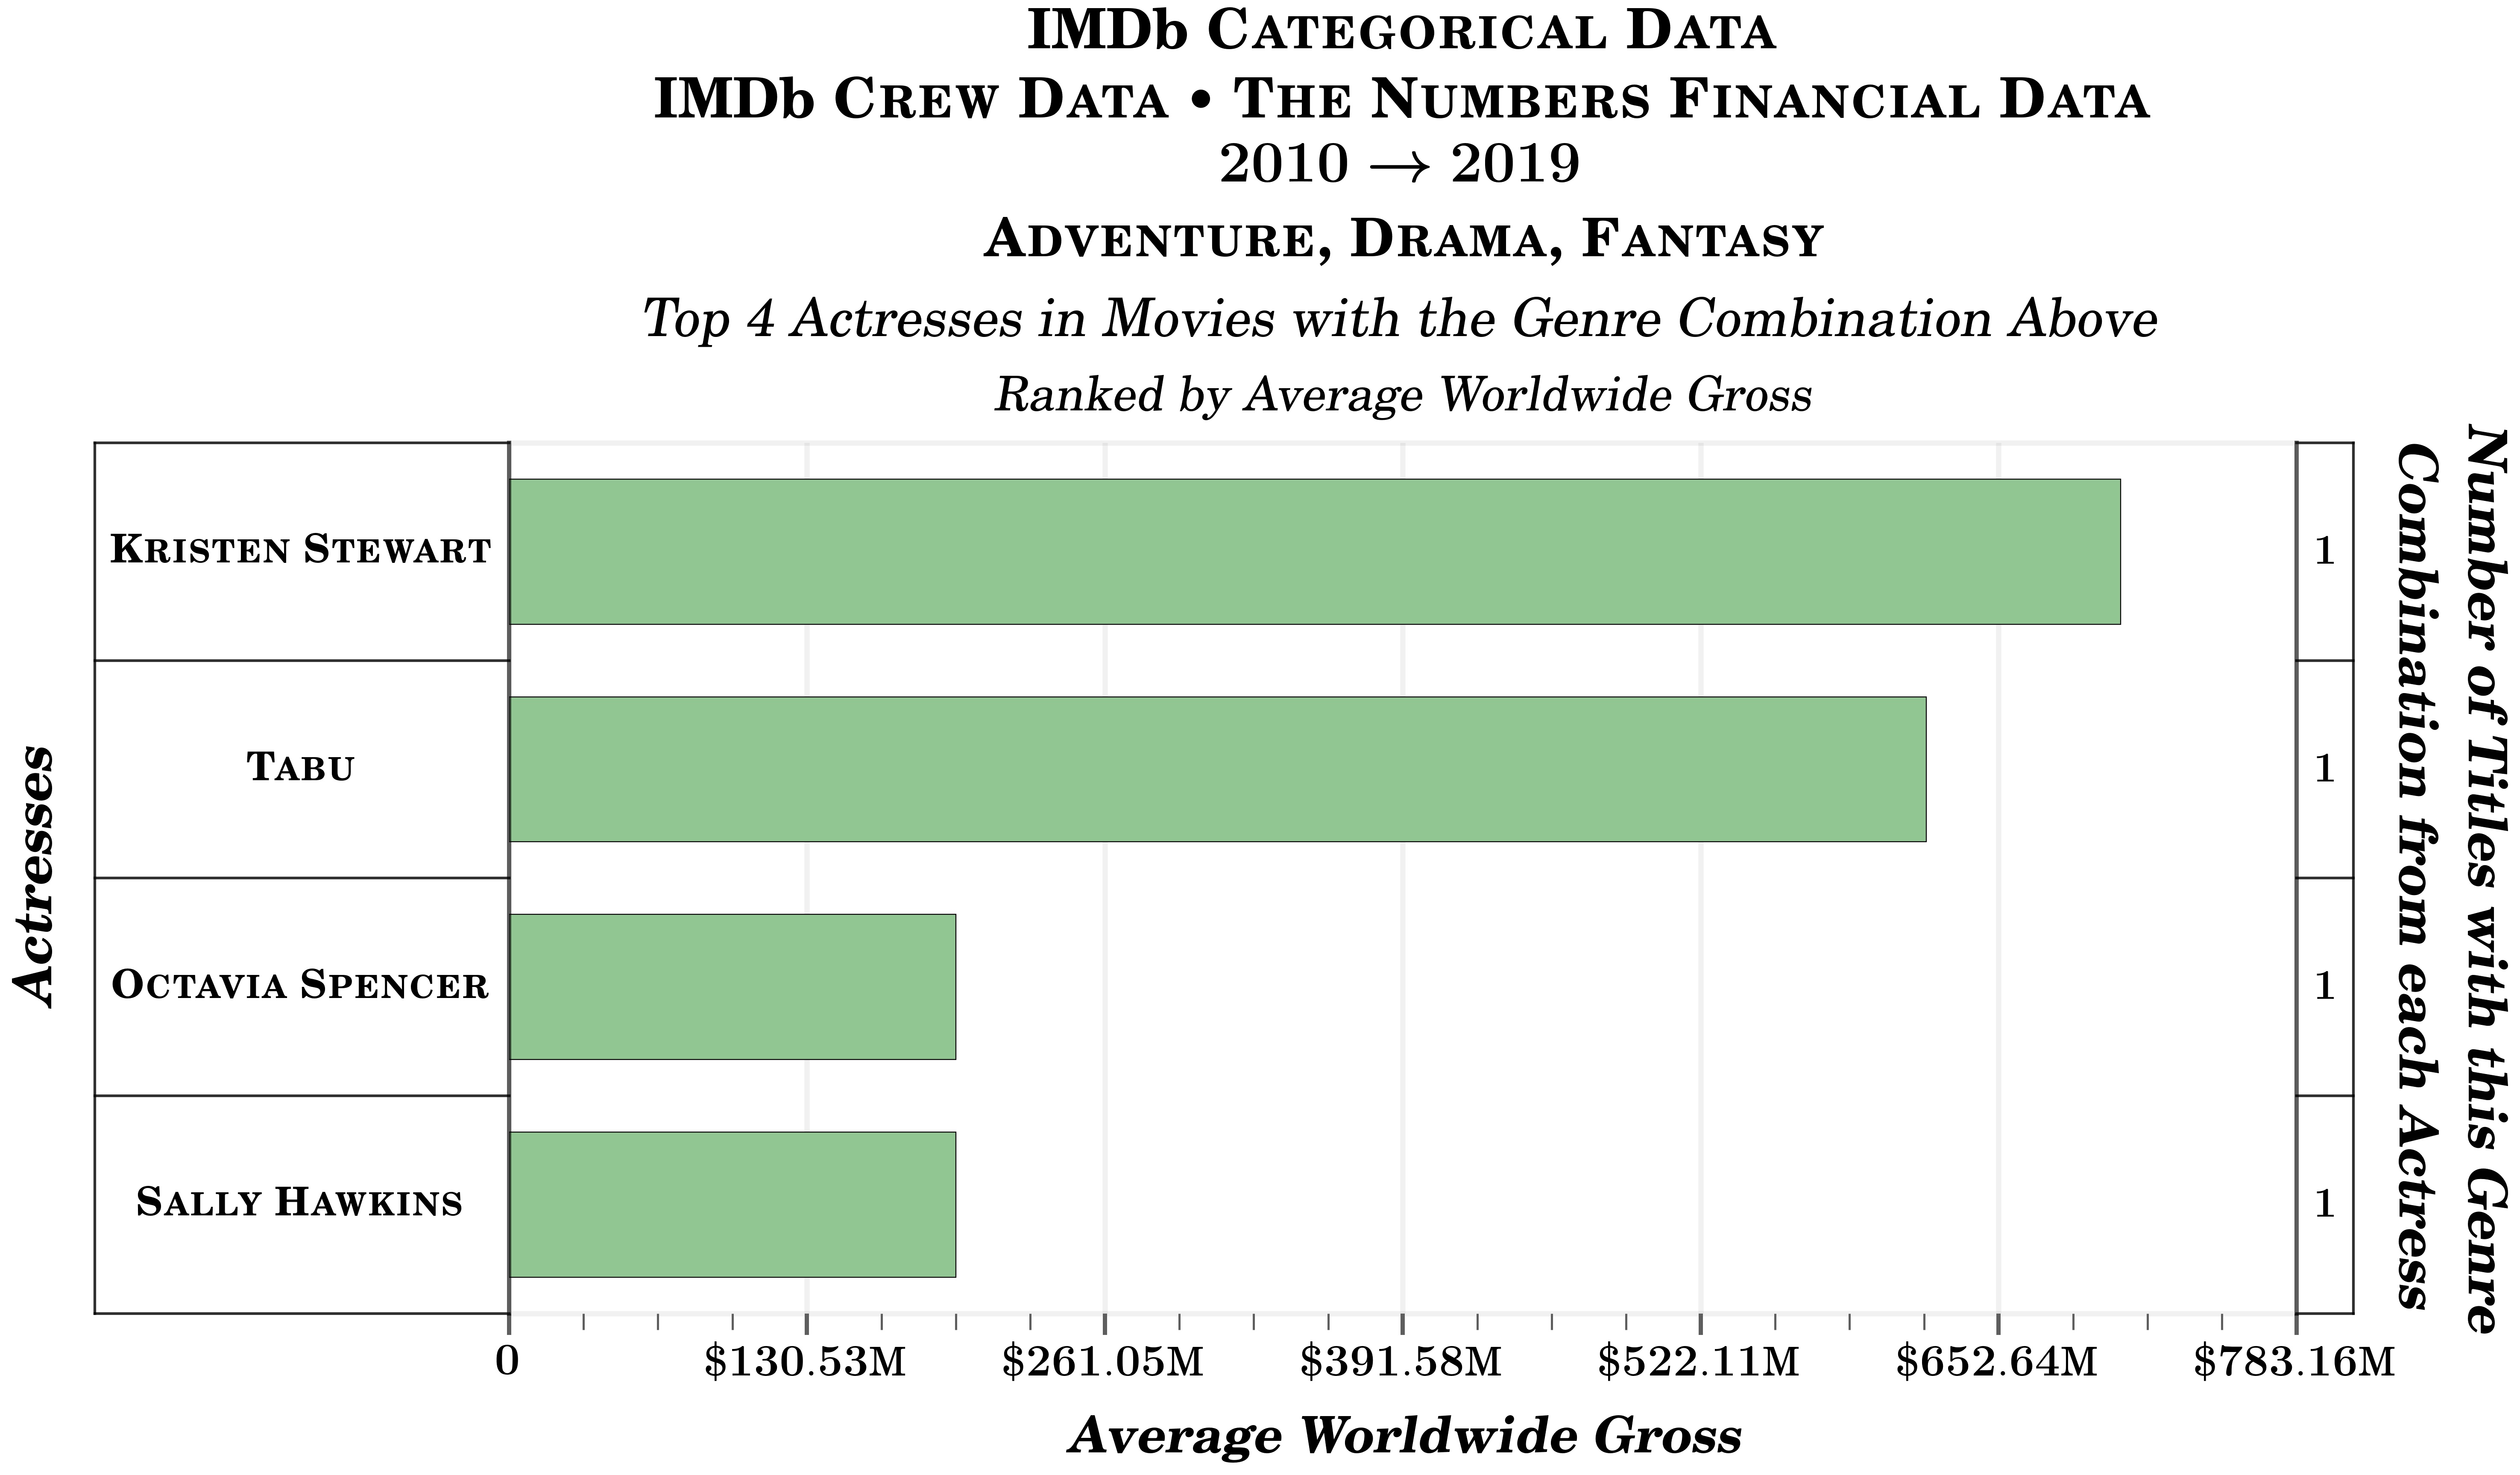 IMDb Categorical Data
IMDb Crew Data • The Numbers Financial Data
2010 → 2019
Adventure, Drama, Fantasy
Top 4 Actresses in Movies with the Genre Combination Above
Ranked by Average Worldwide Gross
Actresses
Kristen Stewart
1
Tabu
1
Octavia Spencer
1
Sally Hawkins
1
Number of Titles with this Genre
Combination from each Actress
0 $130.53M $261.05M $391.58M $522.11M $652.64M $783.16M
Average Worldwide Gross